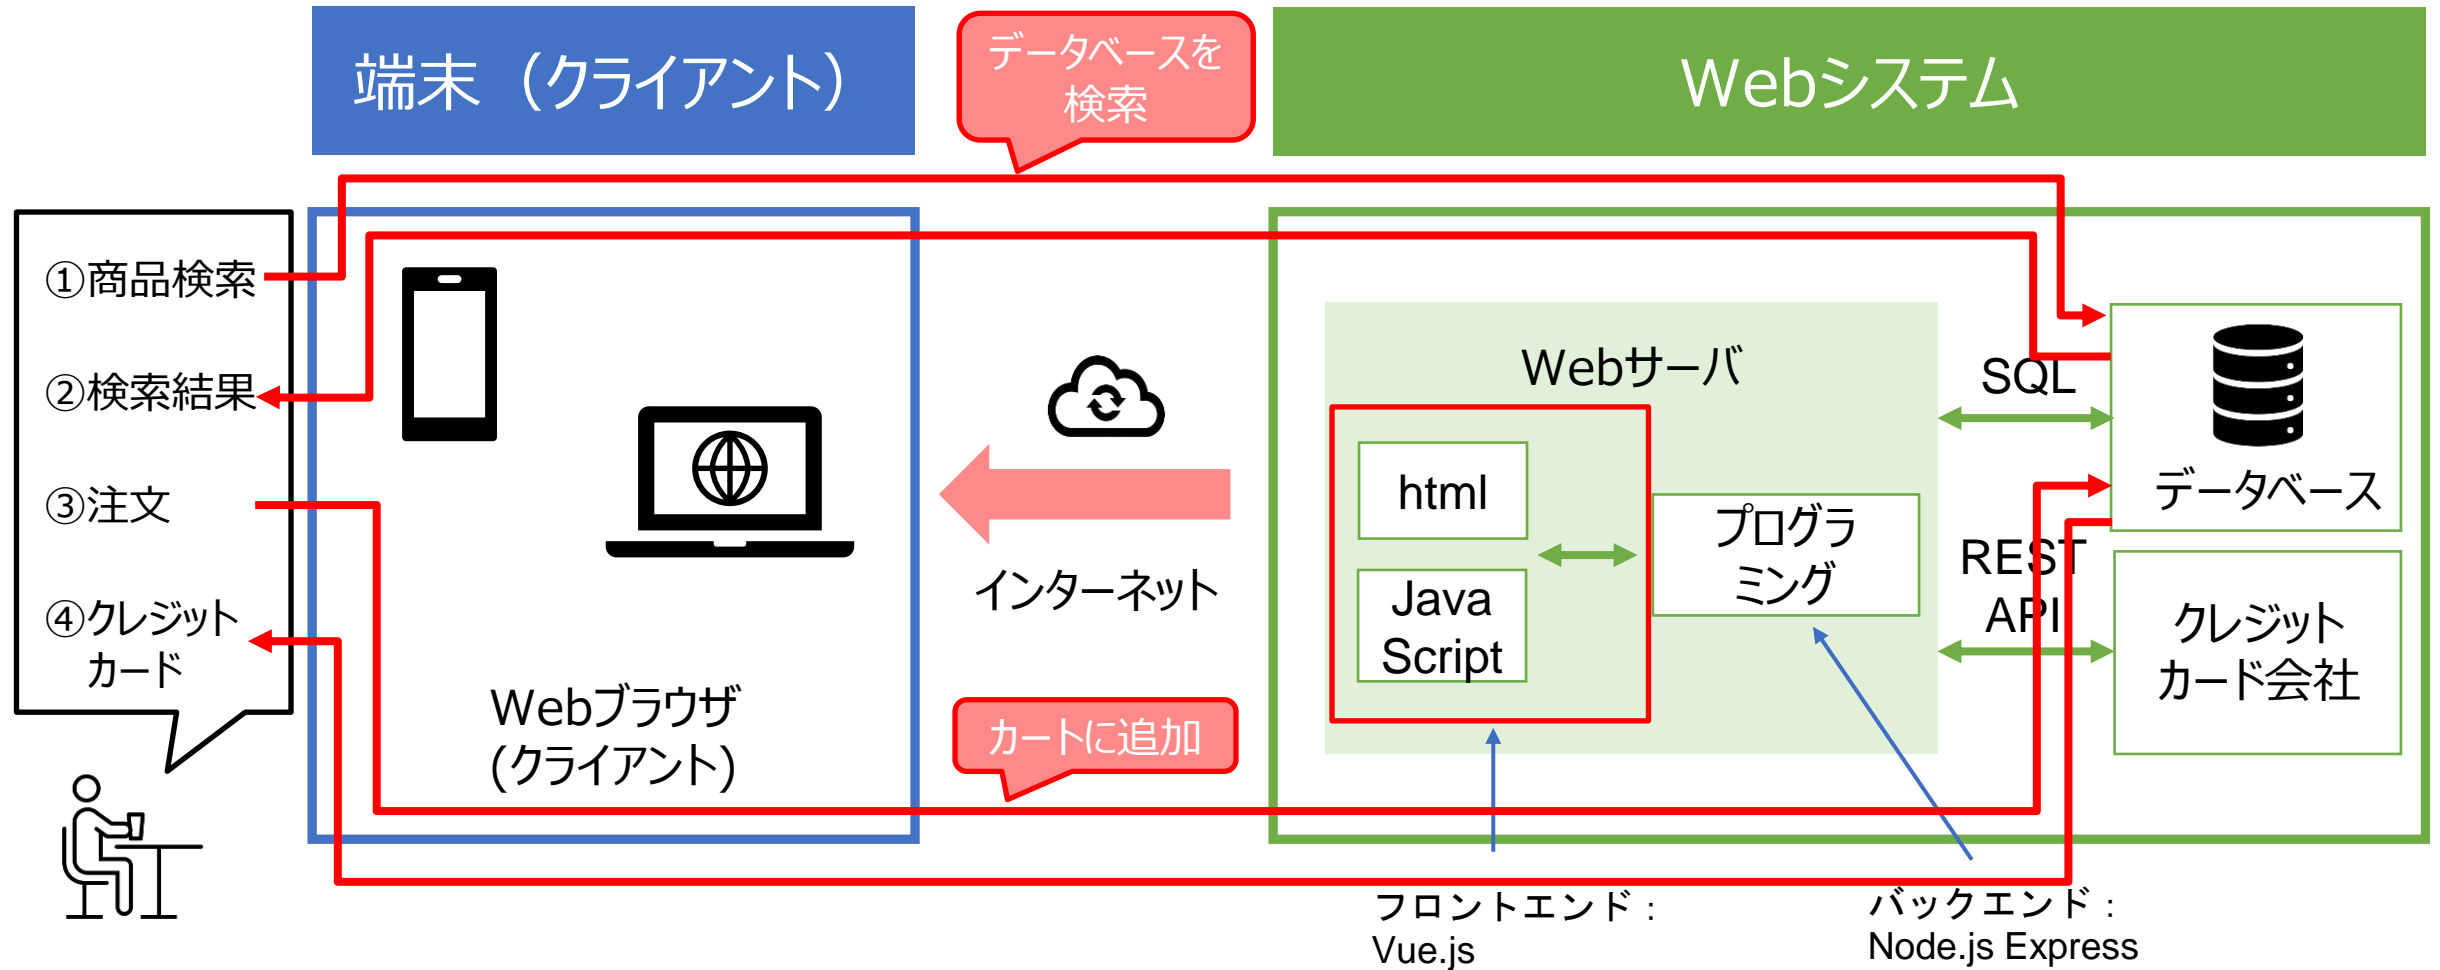 端末（クライアント）
データベースを
検索
Webシステム
①商品検索
②検索結果
③注文
④クレジット
カード
Webブラウザ
(クライアント)
インターネット
カートに追加
Webサーバ
html
Java
Script
プログラ
ミング
SQL
REST
API
データベース
クレジット
カード会社
フロントエンド：
Vue.js
バックエンド：
Node.js Express